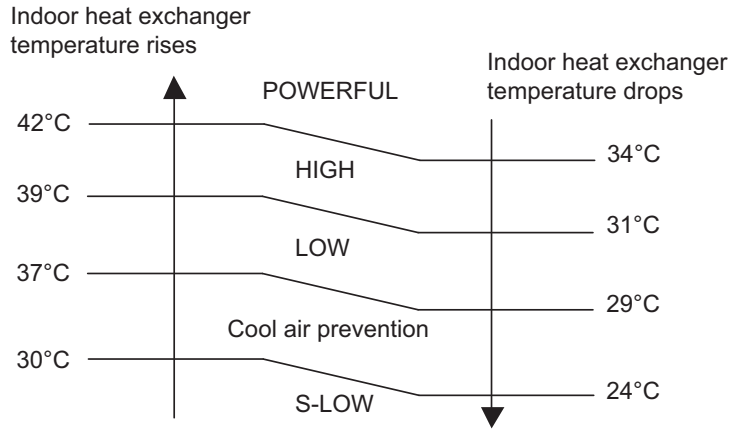 Indoor heat exchanger
temperature rises
Indoor heat exchanger
temperature drops
POWERFUL
42°C
34°C
HIGH
39°C
31°C
LOW
37°C
29°C
Cool air prevention
30°C
24°C
S-LOW